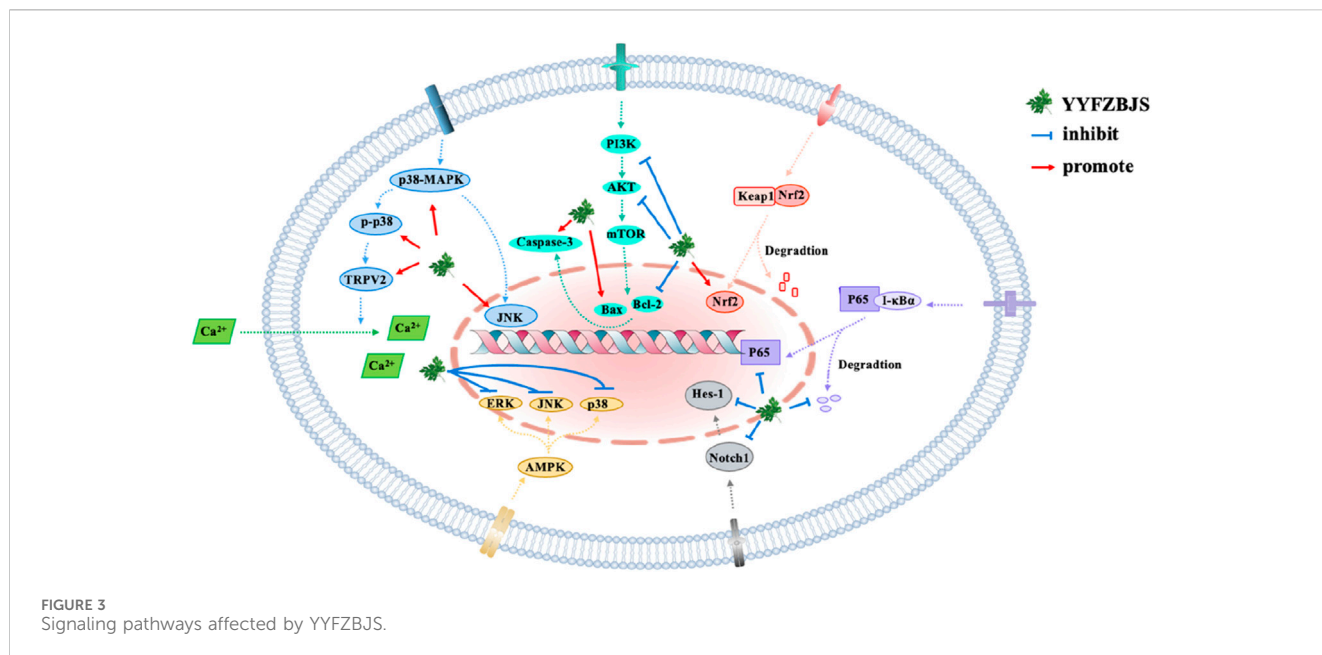 YYFZBJS
inhibit
promote
PI3K
p38-MAPK
AKT
Keap1 Nrf2
p-p38
mTOR
Caspase-3
Degradtion
TRPV2
Bcl-2
Nrf2
P65 I-κBα
Bax
JNK
Ca²⁺
Ca²⁺
P65
Ca²⁺
Degradtion
Hes-1
ERK JNK p38
Notch1
AMPK
FIGURE 3
Signaling pathways affected by YYFZBJS.